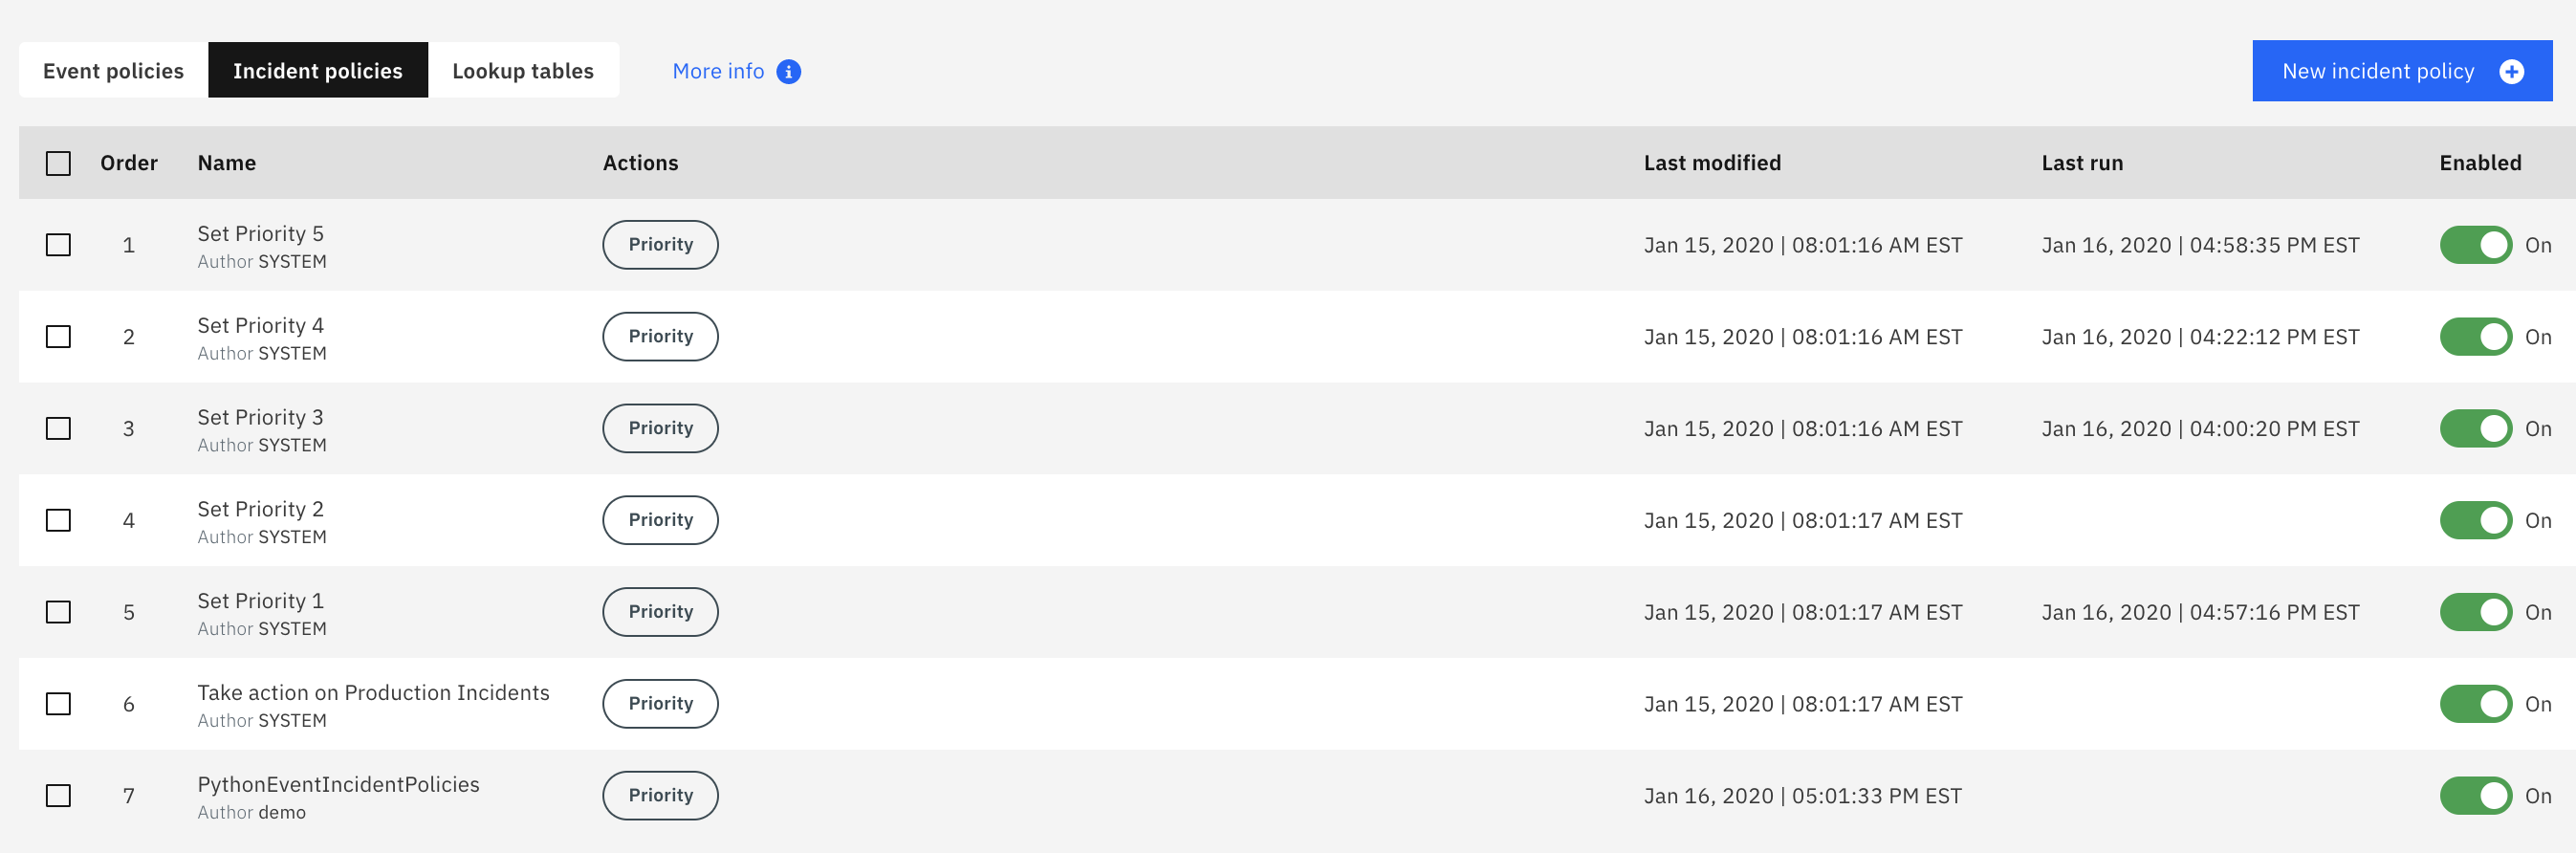 Event policies Incident policies Lookup tables More info New incident policy
Order Name Actions Last modified Last run Enabled
1 Set Priority 5 Priority Jan 15, 2020 | 08:01:16 AM EST Jan 16, 2020 | 04:58:35 PM EST On
Author SYSTEM
2 Set Priority 4 Priority Jan 15, 2020 | 08:01:16 AM EST Jan 16, 2020 | 04:22:12 PM EST On
Author SYSTEM
3 Set Priority 3 Priority Jan 15, 2020 | 08:01:16 AM EST Jan 16, 2020 | 04:00:20 PM EST On
Author SYSTEM
4 Set Priority 2 Priority Jan 15, 2020 | 08:01:17 AM EST On
Author SYSTEM
5 Set Priority 1 Priority Jan 15, 2020 | 08:01:17 AM EST Jan 16, 2020 | 04:57:16 PM EST On
Author SYSTEM
6 Take action on Production Incidents Priority Jan 15, 2020 | 08:01:17 AM EST On
Author SYSTEM
7 PythonEventIncidentPolicies Priority Jan 16, 2020 | 05:01:33 PM EST On
Author demo